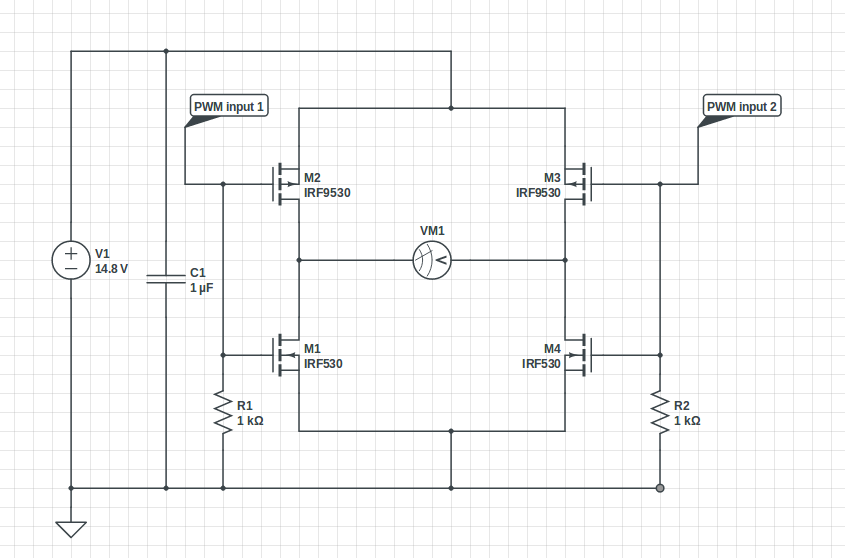 PWM input 1
PWM input 2
M2
IRF9530
M3
IRF9530
VM1
V
V1
14.8 V
C1
1 µF
M1
IRF530
M4
IRF530
R1
1 kΩ
R2
1 kΩ